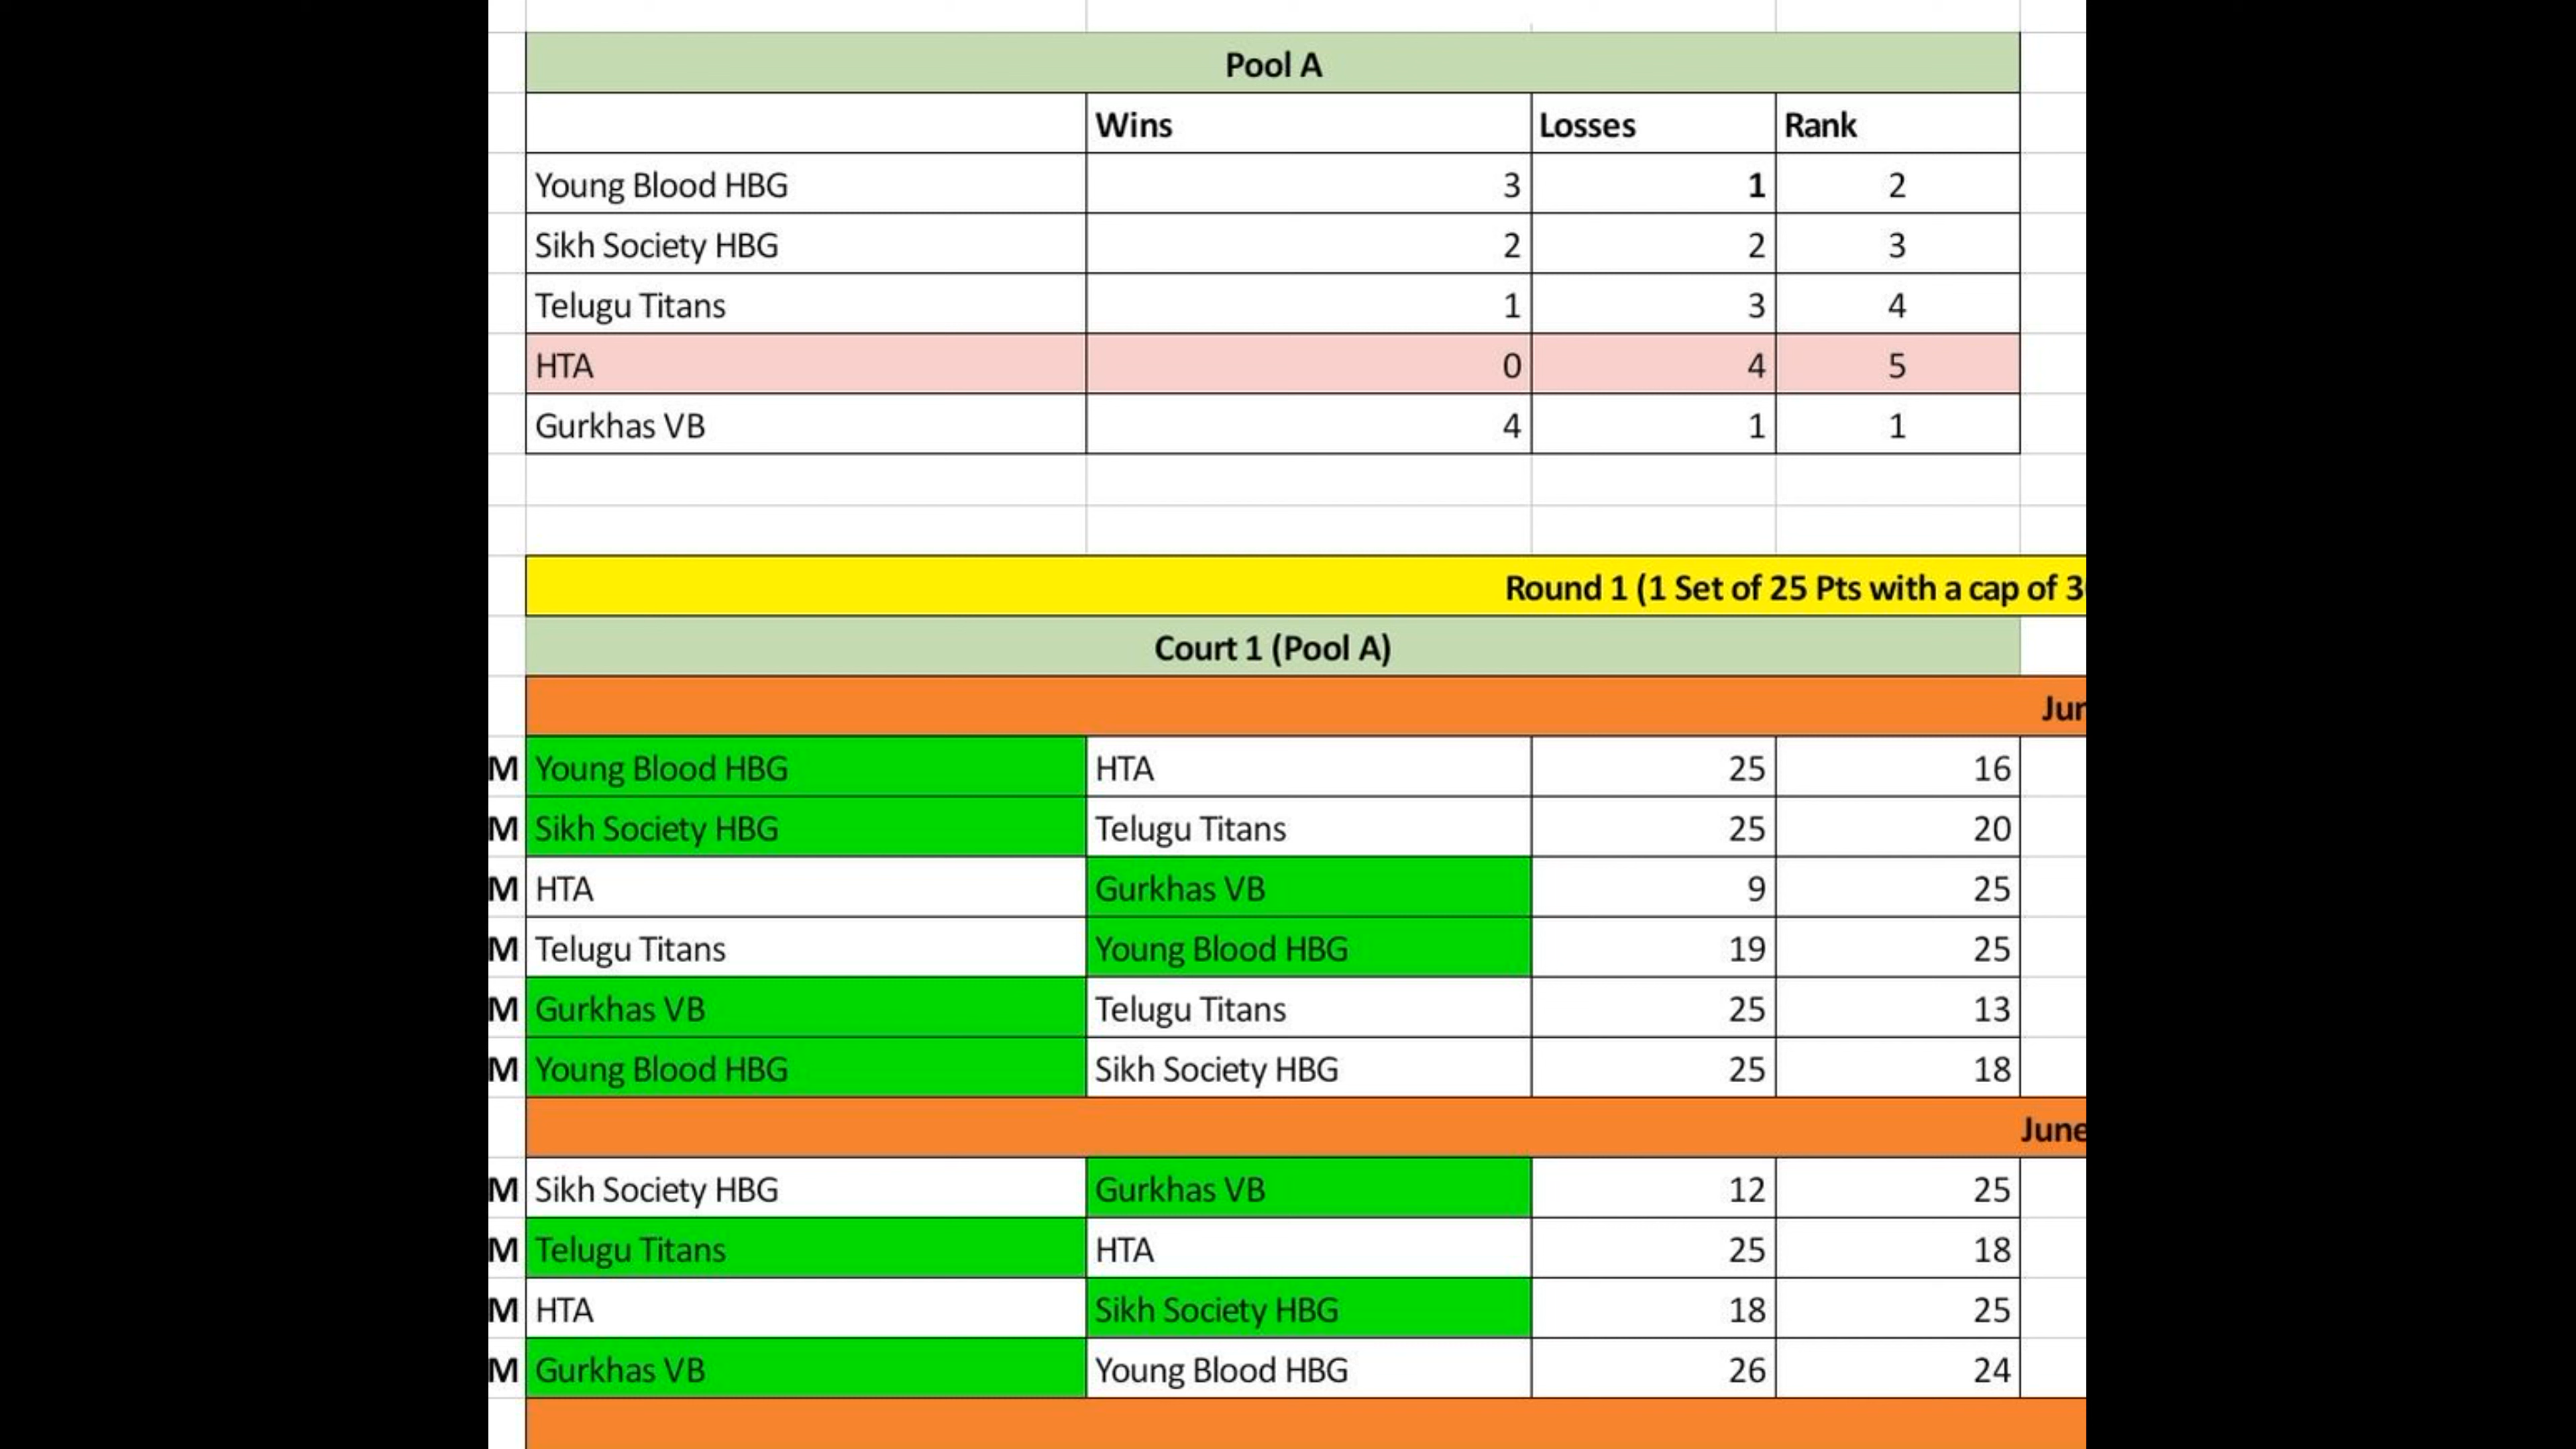 Pool A
Wins Losses Rank
Young Blood HBG 3 1 2
Sikh Society HBG 2 2 3
Telugu Titans 1 3 4
HTA 0 4 5
Gurkhas VB 4 1 1
Round 1 (1 Set of 25 Pts with a cap of 3
Court 1 (Pool A)
Jun
M Young Blood HBG HTA 25 16
M Sikh Society HBG Telugu Titans 25 20
M HTA Gurkhas VB 9 25
M Telugu Titans Young Blood HBG 19 25
M Gurkhas VB Telugu Titans 25 13
M Young Blood HBG Sikh Society HBG 25 18
June
M Sikh Society HBG Gurkhas VB 12 25
M Telugu Titans HTA 25 18
M HTA Sikh Society HBG 18 25
M Gurkhas VB Young Blood HBG 26 24